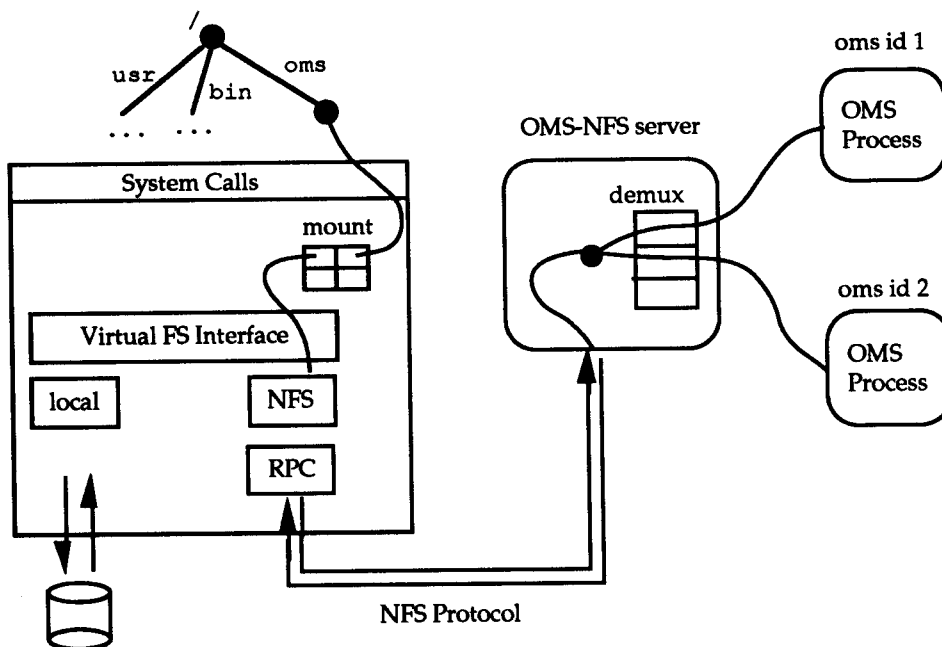 /
usr
bin
oms
... ...
System Calls
mount
Virtual FS Interface
local
NFS
RPC
NFS Protocol
OMS-NFS server
demux
oms id 1
OMS
Process
oms id 2
OMS
Process